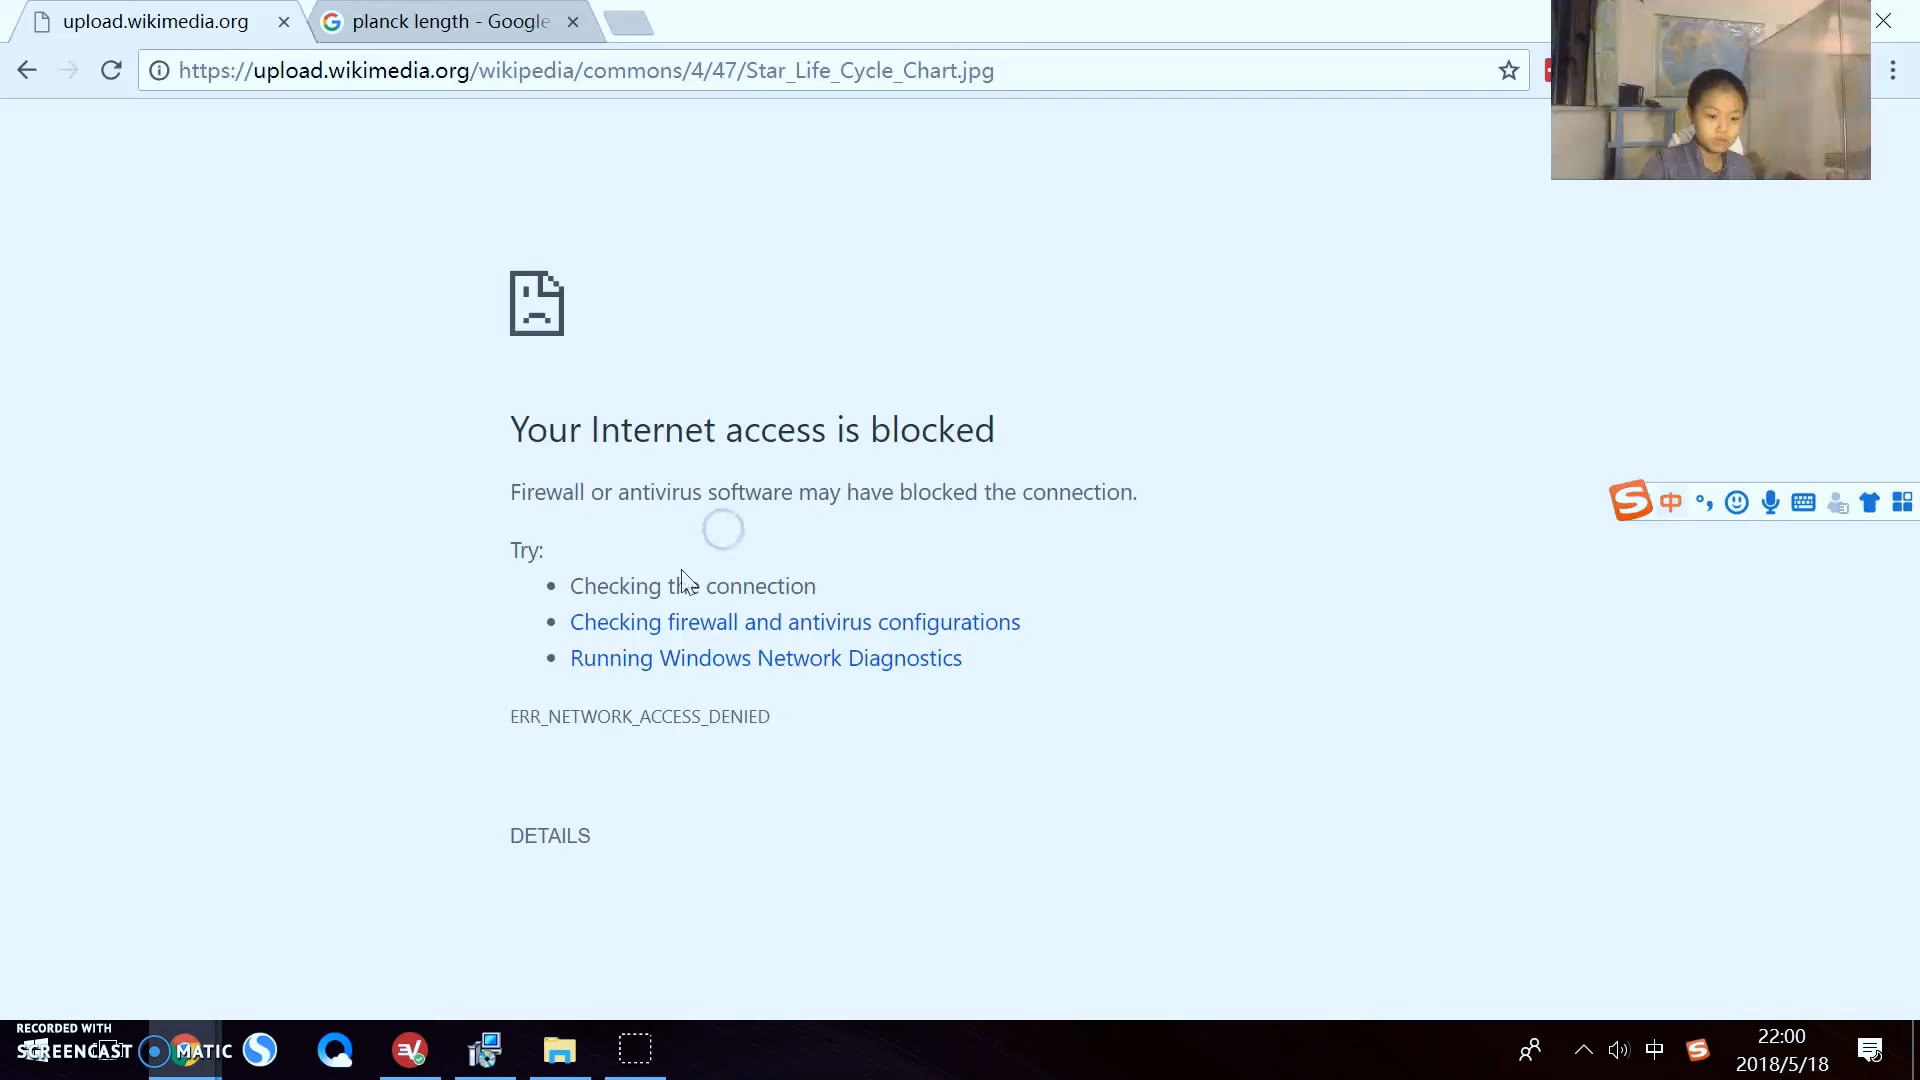 upload.wikimedia.org
planck length - Google
https://upload.wikimedia.org/wikipedia/commons/4/47/Star_Life_Cycle_Chart.jpg
Your Internet access is blocked
Firewall or antivirus software may have blocked the connection.
Try:
Checking the connection
Checking firewall and antivirus configurations
Running Windows Network Diagnostics
ERR_NETWORK_ACCESS_DENIED
DETAILS
中
RECORDED WITH
SCREENCAST MATIC
中
22:00
2018/5/18